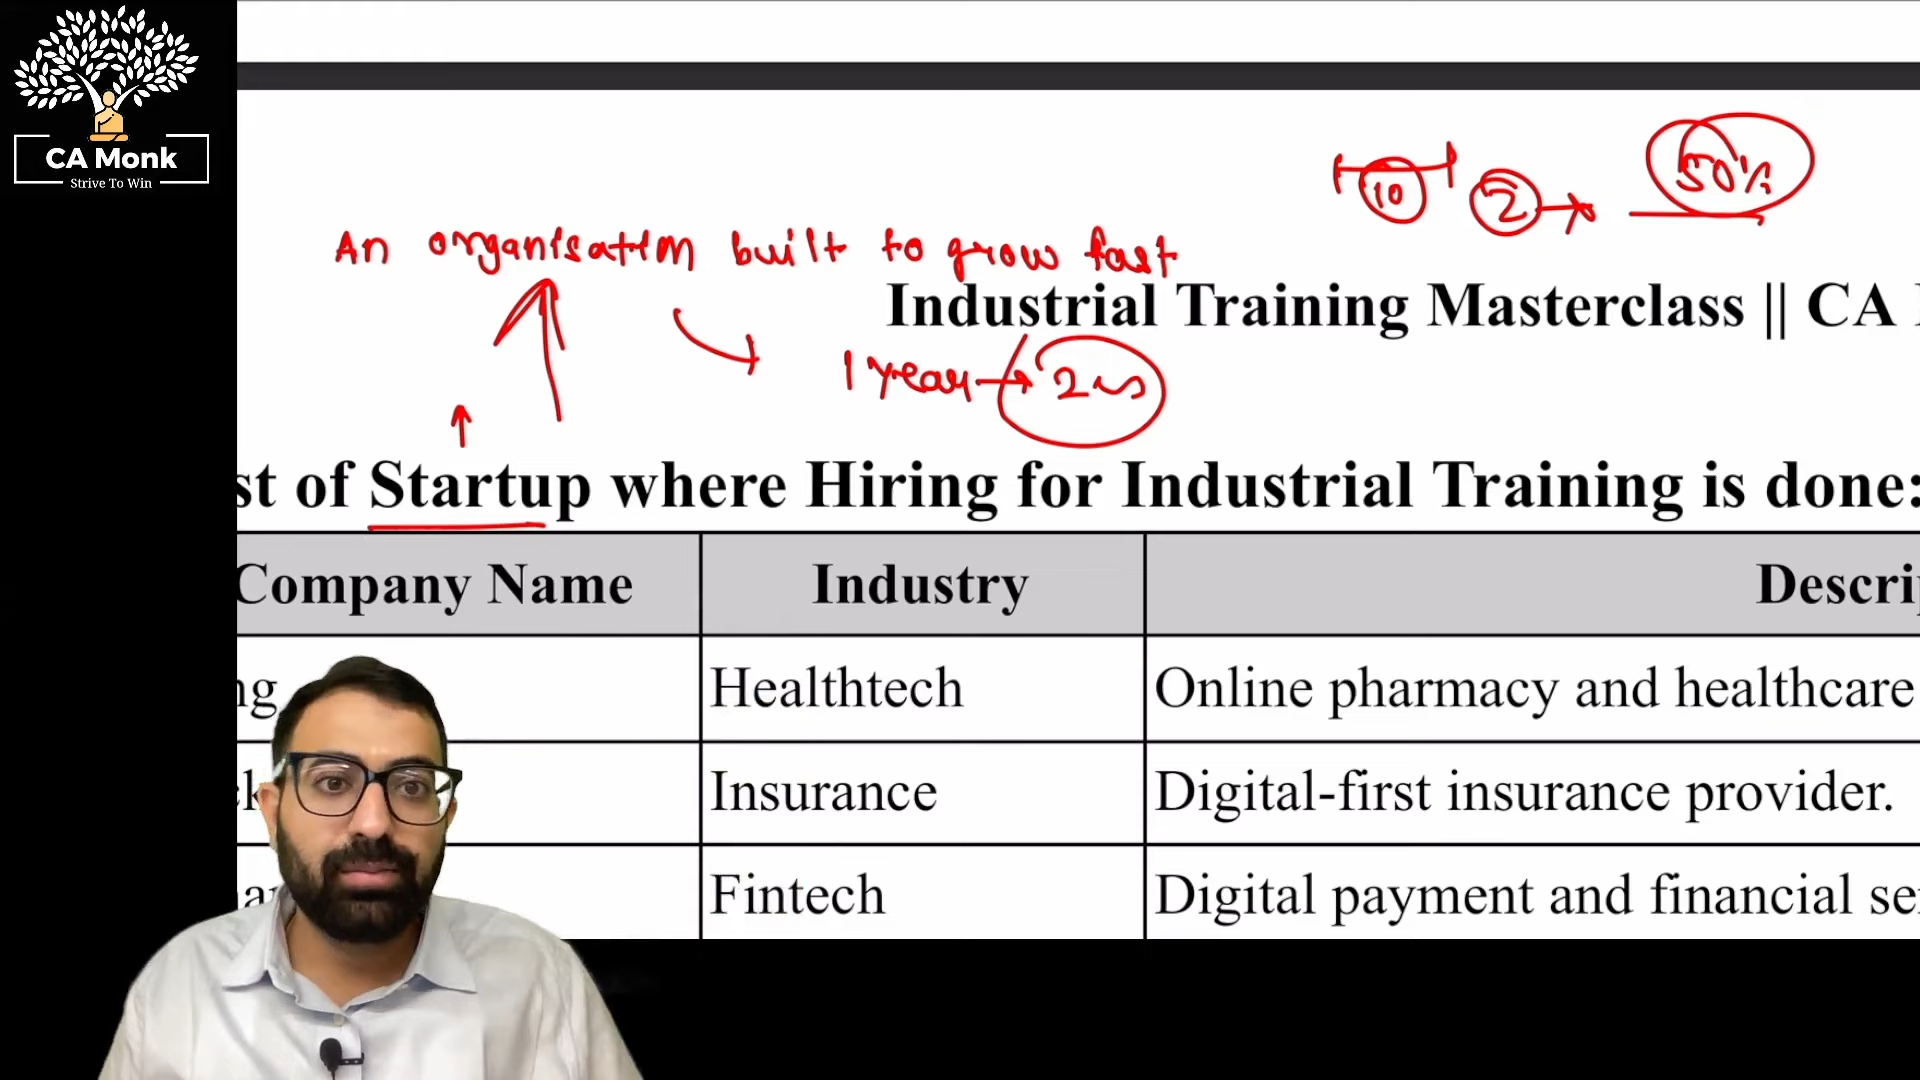 CA Monk
Strive To Win
10 2 50%
An organisation built to grow fast
Industrial Training Masterclass || CA
1 year
st of Startup where Hiring for Industrial Training is done:
Company Name Industry Descri
ng Healthtech Online pharmacy and healthcare
Insurance Digital-first insurance provider.
Fintech Digital payment and financial se